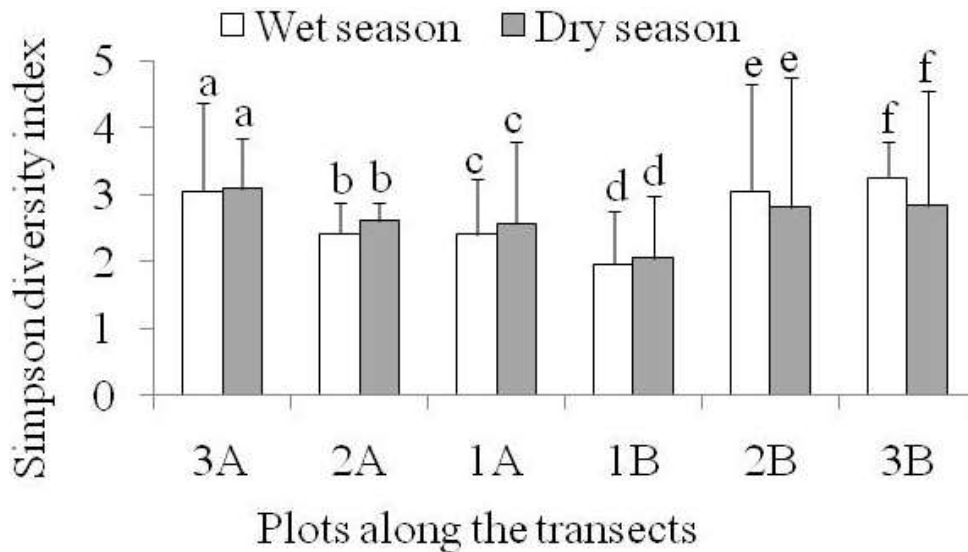 Wet season Dry season
Simpson diversity index
5
4
3
2
1
0
a a b b c c d d e e f f
3A 2A 1A 1B 2B 3B
Plots along the transects